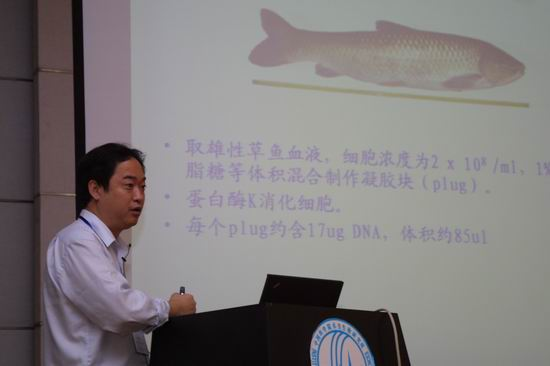 • 取雄性草鱼血液，细胞浓度为2 x 10⁸ /ml，1%
脂糖等体积混合制作凝胶块（plug）。
• 蛋白酶K消化细胞。
• 每个plug约含17ug DNA，体积约85ul